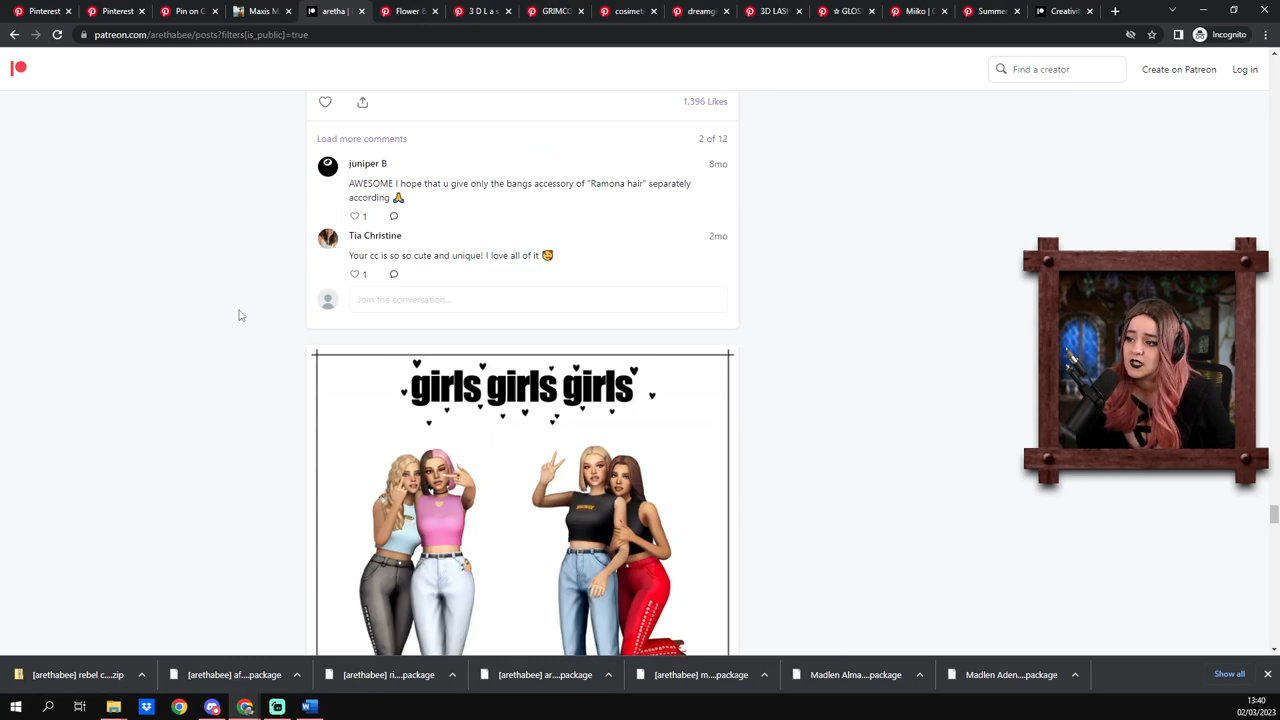 Pinterest
Pinterest
Pin on C
Maxis M
aretha |
Flower &
3 D L a s
GRIMCO
cosimet
dreamg
3D LASH
☆ GLOSS
Miiko | C
Summer
Creativit
patreon.com/arethabee/posts?filters[is_public]=true
Incognito
Find a creator
Create on Patreon
Log in
1,396 Likes
Load more comments
2 of 12
juniper B
8mo
AWESOME I hope that u give only the bangs accessory of "Ramona hair" separately
according 🙏
1
Tia Christine
2mo
Your cc is so so cute and unique! I love all of it 🥰
1
Join the conversation...
girls girls girls
[arethabee] rebel c....zip
[arethabee] af....package
[arethabee] ri....package
[arethabee] ar....package
[arethabee] m....package
Madlen Alma....package
Madlen Aden....package
Show all
13:40
02/03/2023